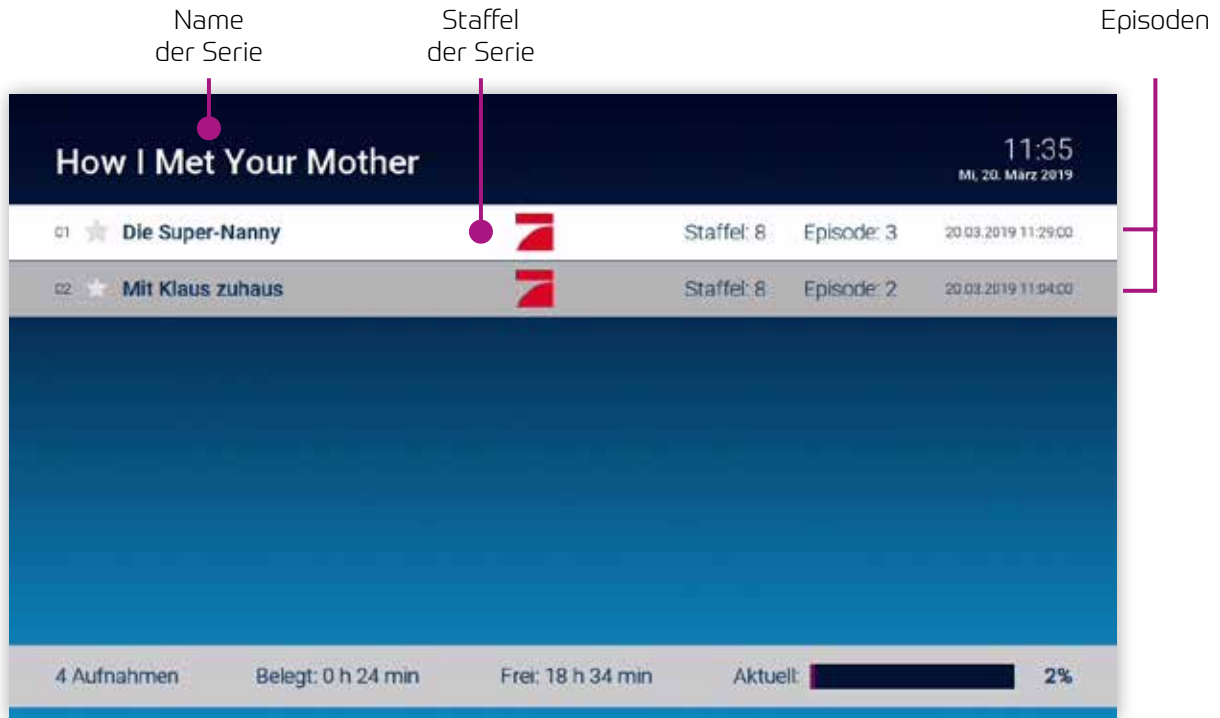 Name
der Serie
Staffel
der Serie
Episoden
How I Met Your Mother
11:35
Mi, 20. März 2019
01 Die Super-Nanny Staffel: 8 Episode: 3 20.03.2019 11:29:00
02 Mit Klaus zuhaus Staffel: 8 Episode: 2 20.03.2019 11:04:00
4 Aufnahmen Belegt: 0 h 24 min Frei: 18 h 34 min Aktuell: 2%